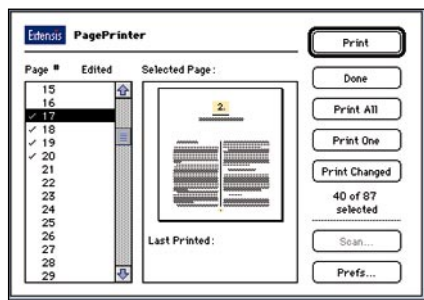 Extensis PagePrinter
Page # Edited
15
16
✓ 17
✓ 18
✓ 19
✓ 20
21
22
23
24
25
26
27
28
29
Selected Page:
2.
Last Printed:
Print
Done
Print All
Print One
Print Changed
40 of 87
selected
Scan...
Prefs...